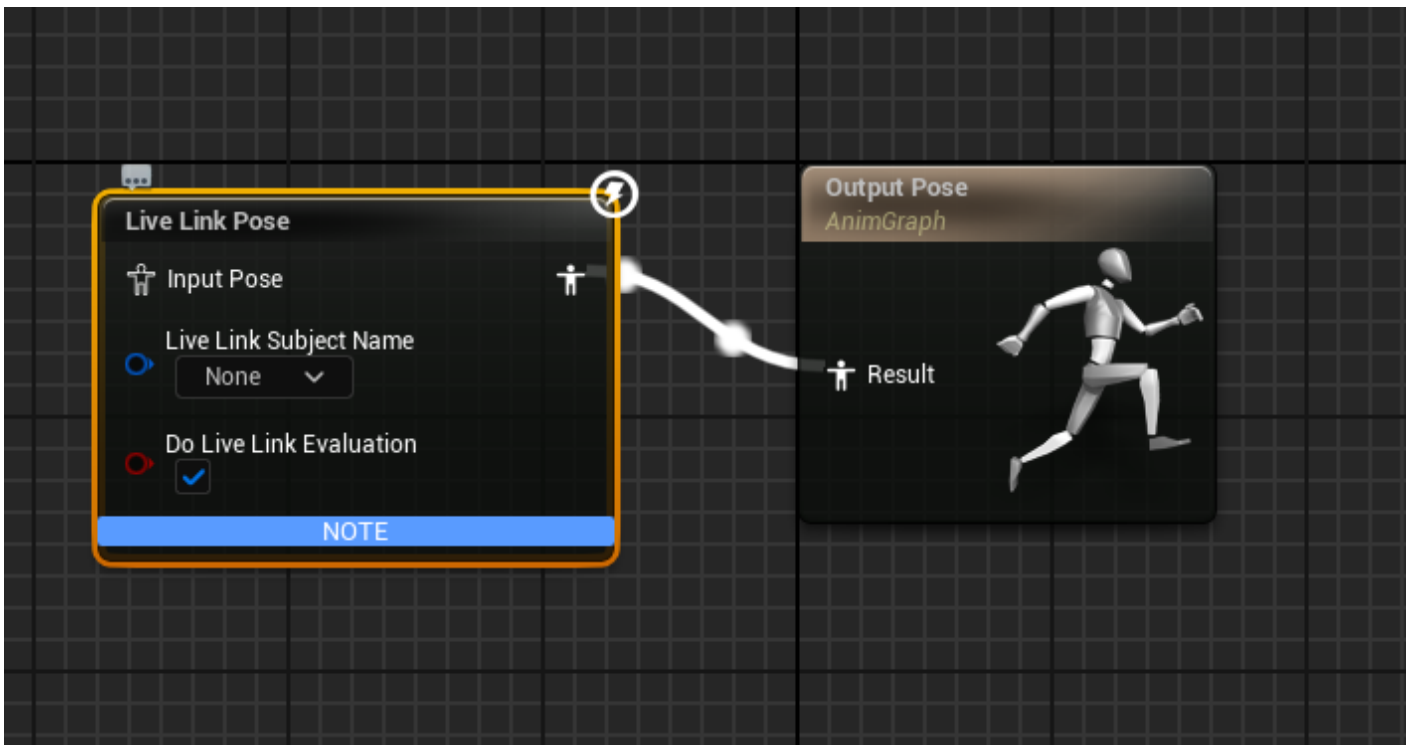 Live Link Pose
Input Pose
Live Link Subject Name
None
Do Live Link Evaluation
NOTE
Output Pose
AnimGraph
Result